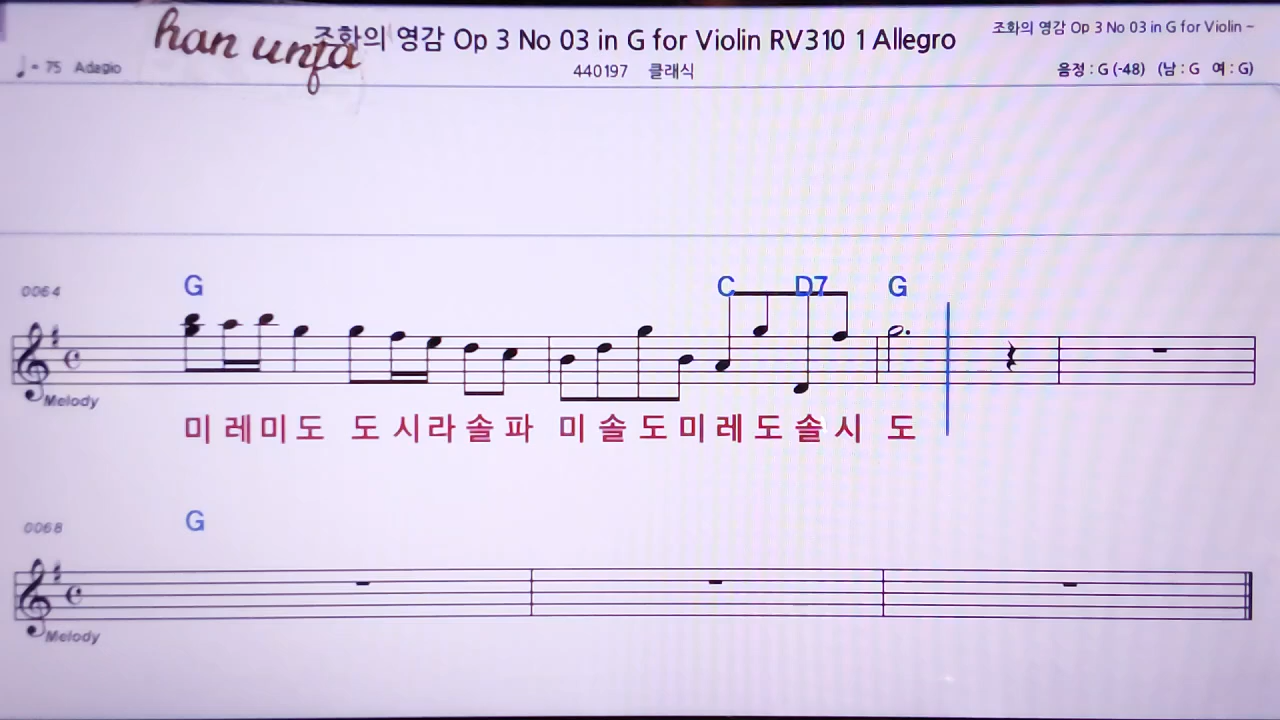 han unfa
조화의 영감 Op 3 No 03 in G for Violin RV310 1 Allegro
조화의 영감 Op 3 No 03 in G for Violin ~
♩= 75 Adagio
440197 클래식
음정 : G (-48) (남 : G 여 : G)
0064
G C D7 G
Melody
미 레 미 도 도 시 라 솔 파 미 솔 도 미 레 도 솔 시 도
0068
G
Melody